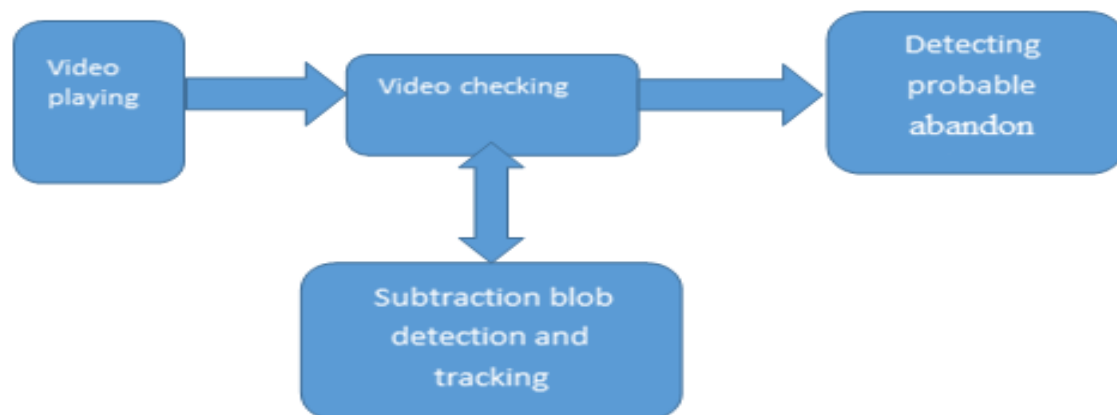 Video
playing
Video checking
Detecting
probable
abandon
Subtraction blob
detection and
tracking